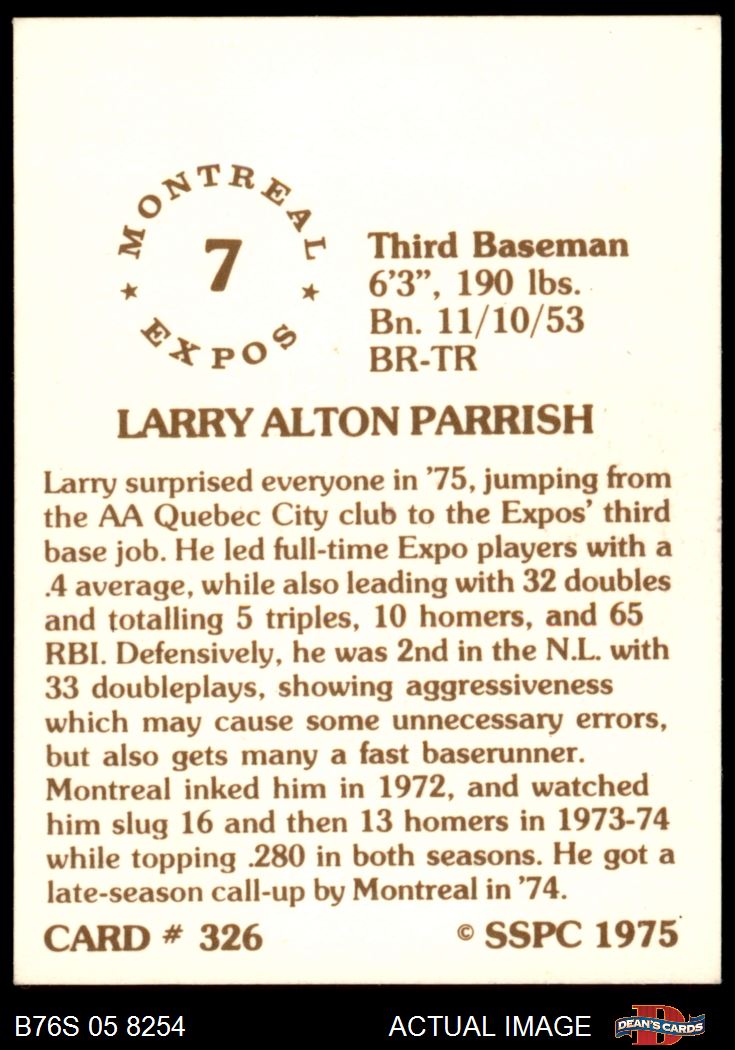 MONTREAL
7
EXPOS
Third Baseman
6'3", 190 lbs.
Bn. 11/10/53
BR-TR
LARRY ALTON PARRISH
Larry surprised everyone in '75, jumping from
the AA Quebec City club to the Expos' third
base job. He led full-time Expo players with a
.4 average, while also leading with 32 doubles
and totalling 5 triples, 10 homers, and 65
RBI. Defensively, he was 2nd in the N.L. with
33 doubleplays, showing aggressiveness
which may cause some unnecessary errors,
but also gets many a fast baserunner.
Montreal inked him in 1972, and watched
him slug 16 and then 13 homers in 1973-74
while topping .280 in both seasons. He got a
late-season call-up by Montreal in '74.
CARD # 326 © SSPC 1975
B76S 05 8254 ACTUAL IMAGE D DEAN'S CARDS